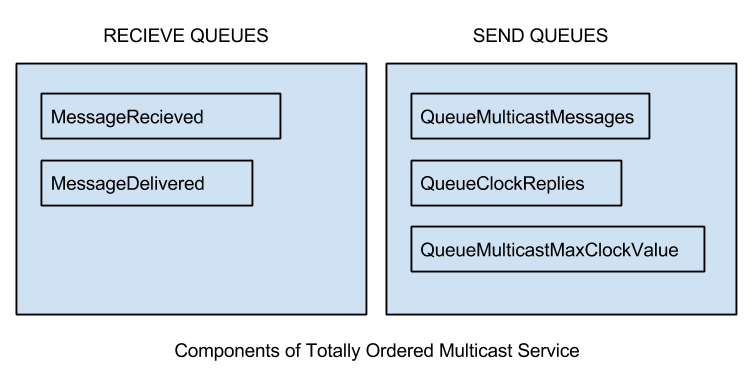 RECIEVE QUEUES
MessageRecieved
MessageDelivered
SEND QUEUES
QueueMulticastMessages
QueueClockReplies
QueueMulticastMaxClockValue
Components of Totally Ordered Multicast Service